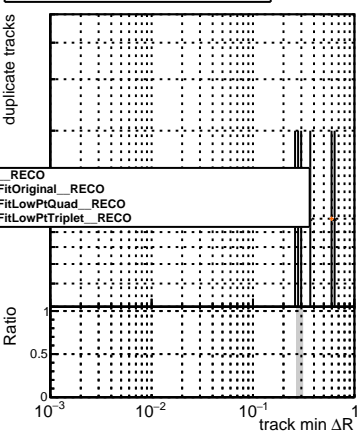 duplicate tracks
__RECO
FitOriginal__RECO
FitLowPtQuad__RECO
FitLowPtTriplet__RECO
Ratio
1
0.5
0
10⁻³ 10⁻² 10⁻¹ 1
track min ΔR